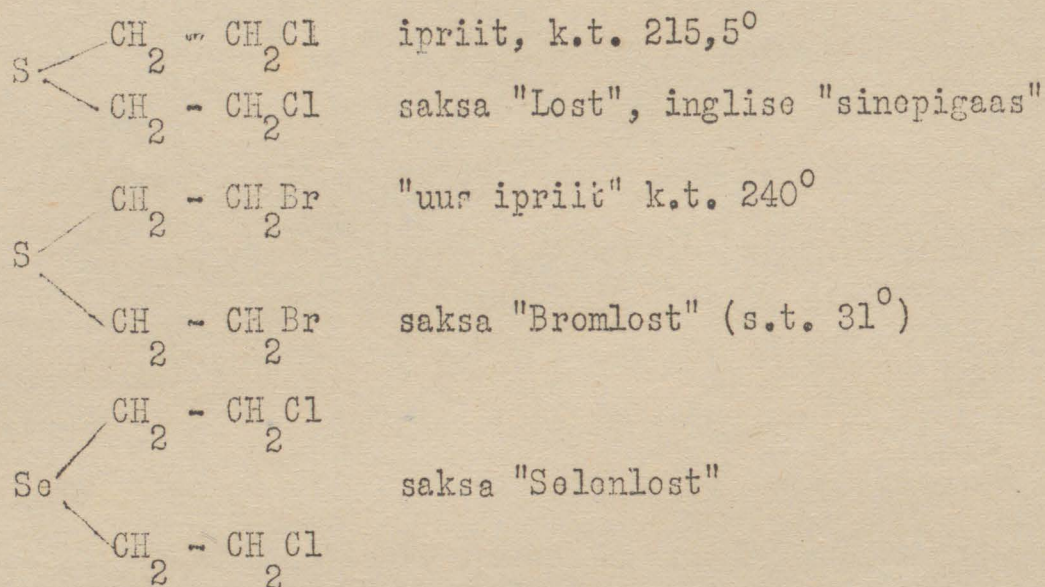 CH2 - CH2Cl ipriit, k.t. 215,5°
S
CH2 - CH2Cl saksa "Lost", inglise "sinepigaas"
CH2 - CH2Br "uus ipriit" k.t. 240°
S
CH2 - CH2Br saksa "Bromlost" (s.t. 31°)
CH2 - CH2Cl
Se saksa "Selenlost"
CH2 - CH2Cl